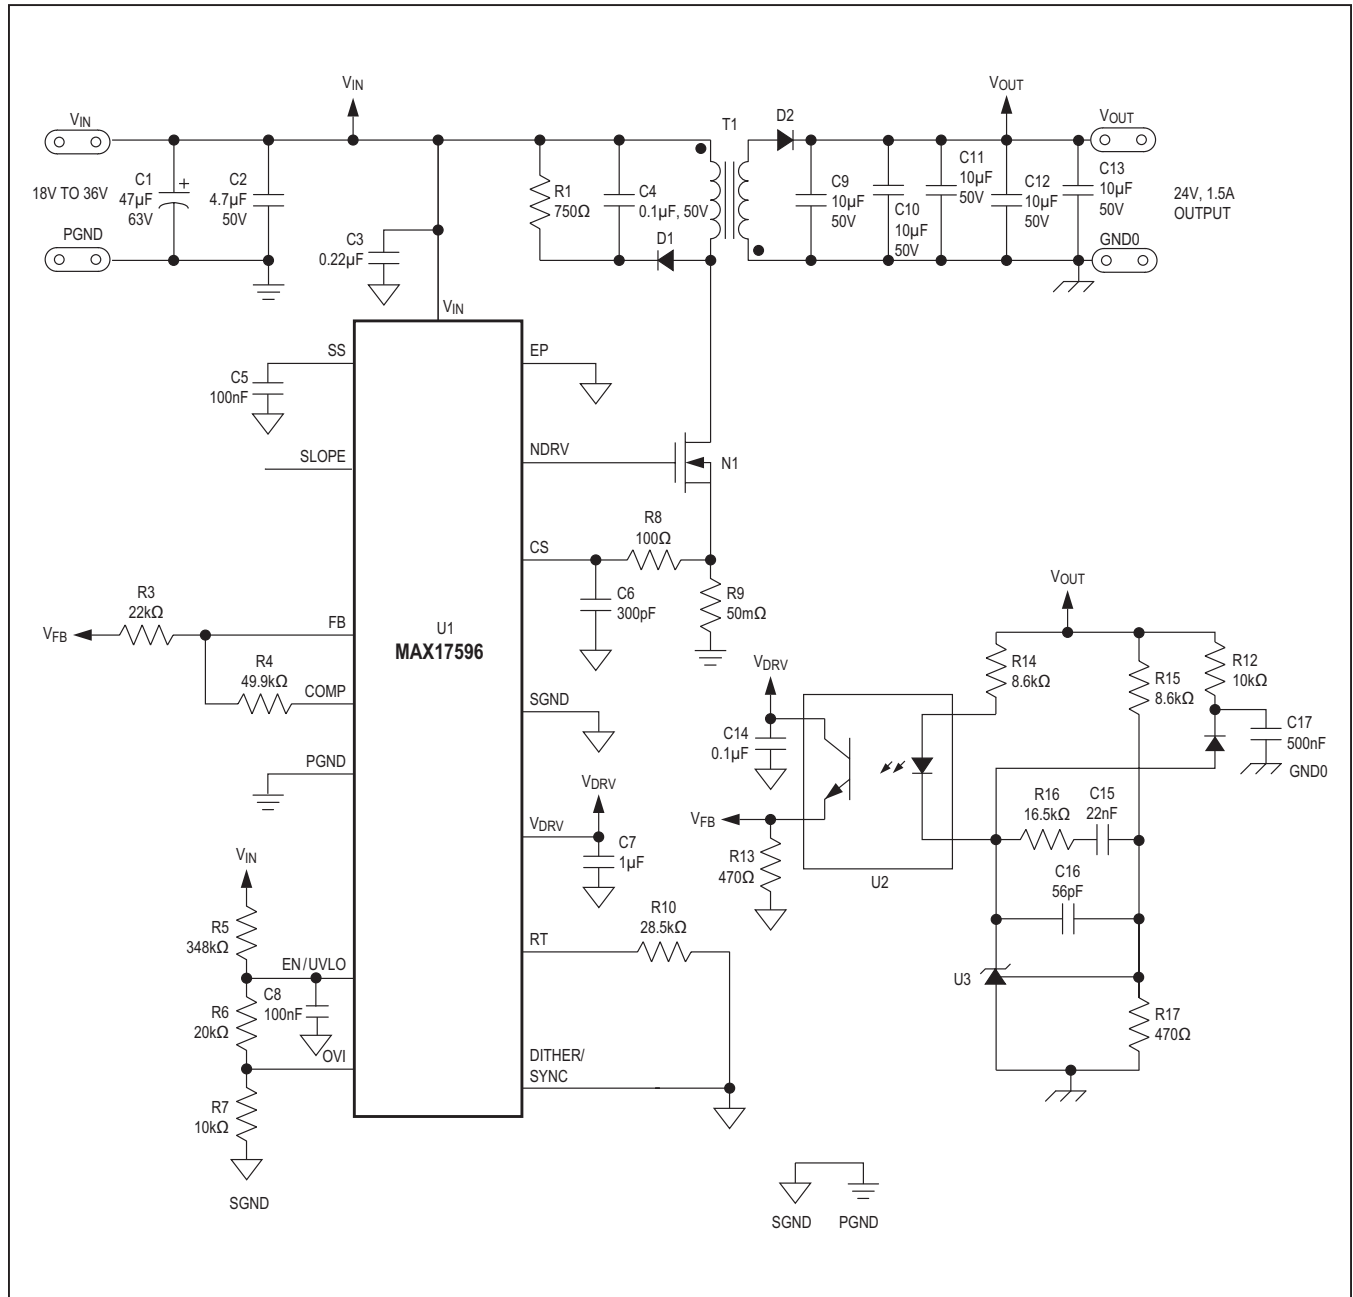 VIN
VOUT
VIN
T1
D2
VOUT
18V TO 36V
C1
47µF
63V
C2
4.7µF
50V
R1
750Ω
C4
0.1µF, 50V
D1
C9
10µF
50V
C10
10µF
50V
C11
10µF
50V
C12
10µF
50V
C13
10µF
50V
24V, 1.5A
OUTPUT
PGND
C3
0.22µF
GND0
VIN
SS
EP
C5
100nF
SLOPE
NDRV
N1
CS
R8
100Ω
C6
300pF
R9
50mΩ
R3
22kΩ
VFB
FB
U1
MAX17596
R4
49.9kΩ
COMP
SGND
PGND
VDRV
VDRV
C7
1µF
VIN
R5
348kΩ
EN/UVLO
C8
100nF
R6
20kΩ
OVI
R7
10kΩ
SGND
RT
R10
28.5kΩ
DITHER/
SYNC
VOUT
VDRV
R14
8.6kΩ
R15
8.6kΩ
R12
10kΩ
C14
0.1µF
C17
500nF
GND0
VFB
R13
470Ω
U2
R16
16.5kΩ
C15
22nF
C16
56pF
U3
R17
470Ω
SGND
PGND